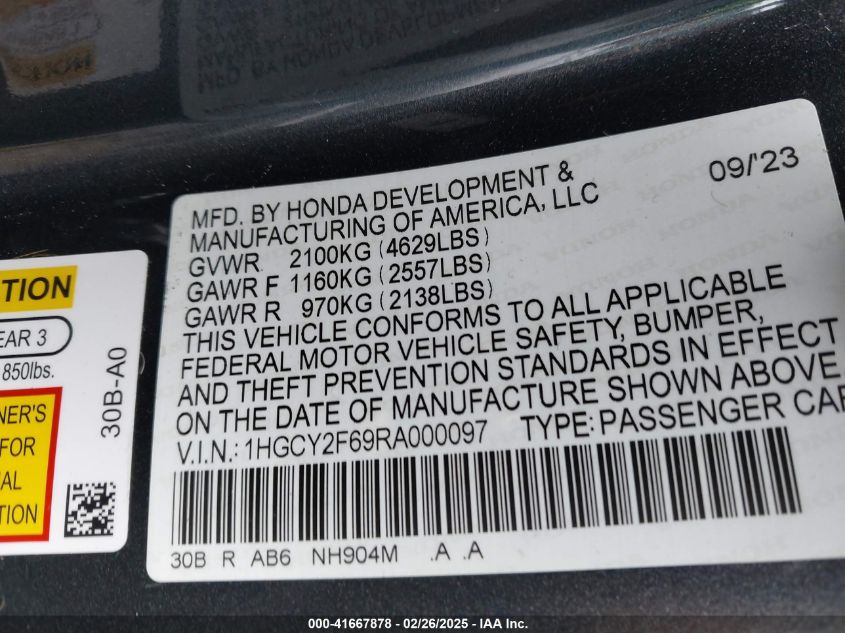 MFD. BY HONDA DEVELOPMENT & 09/'23
MANUFACTURING OF AMERICA, LLC
GVWR 2100KG (4629LBS)
GAWR F 1160KG (2557LBS)
GAWR R 970KG (2138LBS)
THIS VEHICLE CONFORMS TO ALL APPLICABLE
FEDERAL MOTOR VEHICLE SAFETY, BUMPER,
AND THEFT PREVENTION STANDARDS IN EFFECT
ON THE DATE OF MANUFACTURE SHOWN ABOVE
V.I.N.: 1HGCY2F69RA000097 TYPE: PASSENGER CAR
30B R AB6 NH904M .A .A
TION
EAR 3
850lbs.
30B-A0
NER'S
FOR
AL
TION
000-41667878 - 02/26/2025 - IAA Inc.